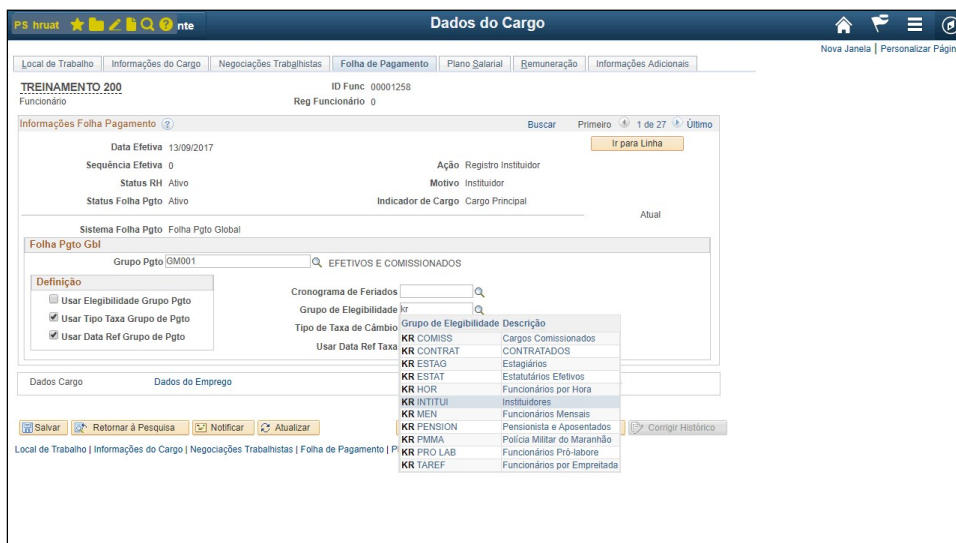 PS hruat nte Dados do Cargo
Nova Janela | Personalizar Págin
Local de Trabalho Informações do Cargo Negociações Trabalhistas Folha de Pagamento Plano Salarial Remuneração Informações Adicionais
TREINAMENTO 200 ID Func 00001258
Funcionário Reg Funcionário 0
Informações Folha Pagamento ? Buscar Primeiro 1 de 27 Último
Data Efetiva 13/09/2017 Ir para Linha
Sequência Efetiva 0 Ação Registro Instituidor
Status RH Ativo Motivo Instituidor
Status Folha Pgto Ativo Indicador de Cargo Cargo Principal
Atual
Sistema Folha Pgto Folha Pgto Global
Folha Pgto Gbl
Grupo Pgto GM001 EFETIVOS E COMISSIONADOS
Definição
Cronograma de Feriados
Usar Elegibilidade Grupo Pgto
Grupo de Elegibilidade kr
Usar Tipo Taxa Grupo de Pgto
Tipo de Taxa de Câmbio
Usar Data Ref Grupo de Pgto
Usar Data Ref Taxa
Grupo de Elegibilidade Descrição
KR COMISS Cargos Comissionados
KR CONTRAT CONTRATADOS
KR ESTAG Estagiários
KR ESTAT Estatutários Efetivos
KR HOR Funcionários por Hora
KR INTITUI Instituidores
KR MEN Funcionários Mensais
KR PENSION Pensionista e Aposentados
KR PMMA Polícia Militar do Maranhão
KR PRO LAB Funcionários Pró-labore
KR TAREF Funcionários por Empreitada
Dados Cargo Dados do Emprego
Salvar Retornar à Pesquisa Notificar Atualizar Corrigir Histórico
Local de Trabalho | Informações do Cargo | Negociações Trabalhistas | Folha de Pagamento | P